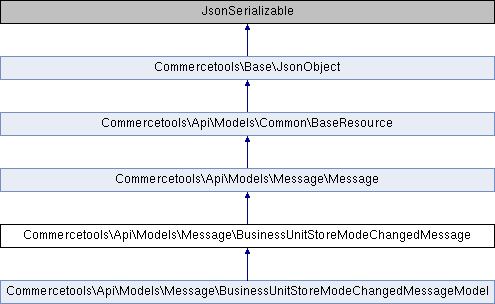 JsonSerializable
Commercetools\Base\JsonObject
Commercetools\Api\Models\Common\BaseResource
Commercetools\Api\Models\Message\Message
Commercetools\Api\Models\Message\BusinessUnitStoreModeChangedMessage
Commercetools\Api\Models\Message\BusinessUnitStoreModeChangedMessageModel